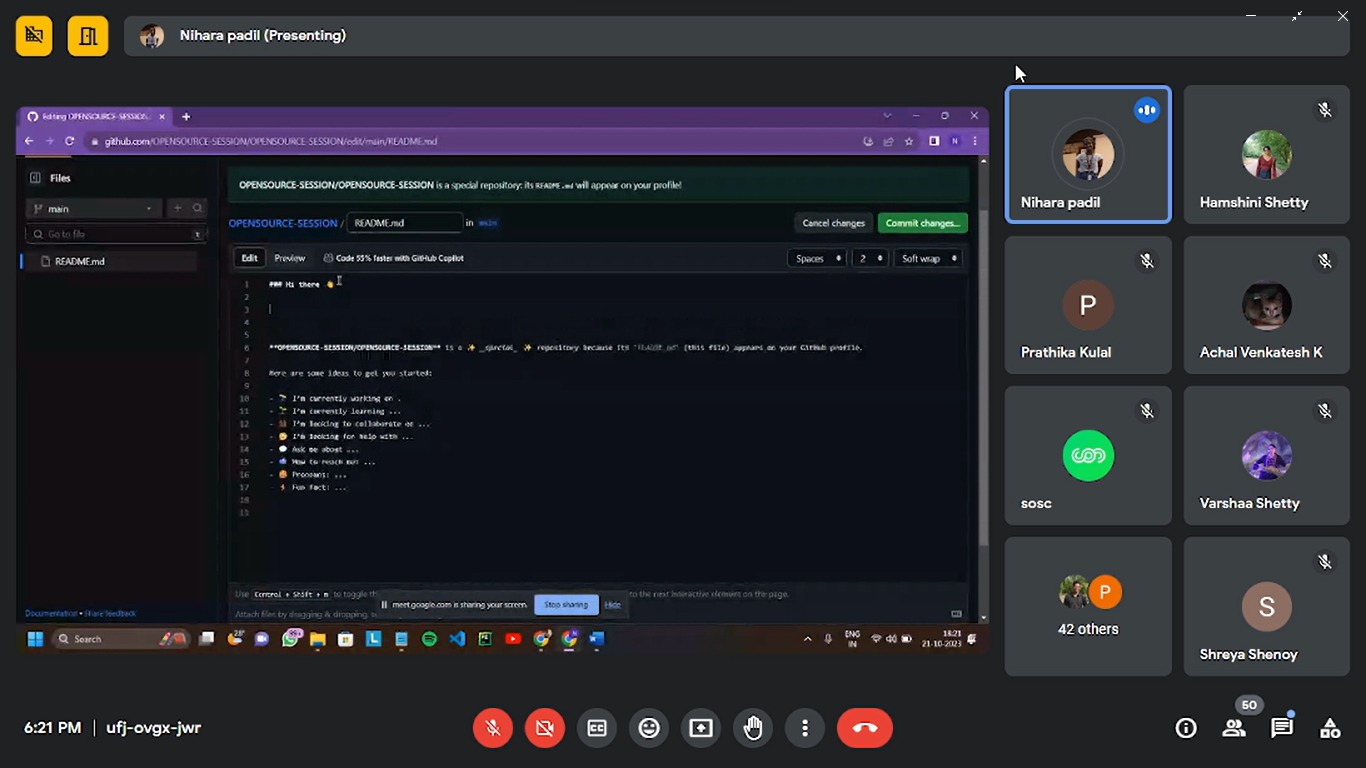 Nihara padil (Presenting)
Editing OPENSOURCE-SESSION...
github.com/OPENSOURCE-SESSION/OPENSOURCE-SESSION/edit/main/README.md
Files
main
Go to file
t
README.md
OPENSOURCE-SESSION/OPENSOURCE-SESSION is a special repository: its README.md will appear on your profile!
OPENSOURCE-SESSION / README.md in main
Cancel changes
Commit changes...
Edit Preview Code 55% faster with GitHub Copilot
Spaces 2 Soft wrap
1 ### Hi there 👋
2
3
4
5
6 **OPENSOURCE-SESSION/OPENSOURCE-SESSION** is a ✨ _special_ ✨ repository because its `README.md` (this file) appears on your GitHub profile.
7
8 Here are some ideas to get you started:
9
10 - 🔭 I'm currently working on .
11 - 🌱 I'm currently learning ...
12 - 👯 I'm looking to collaborate on ...
13 - 🤔 I'm looking for help with ...
14 - 💬 Ask me about ...
15 - 📫 How to reach me: ...
16 - 😄 Pronouns: ...
17 - ⚡ Fun fact: ...
18
Use Control + Shift + m to toggle th
to the next interactive element on the page.
Attach files by dragging & dropping, s
meet.google.com is sharing your screen.
Stop sharing
Hide
Documentation • Share feedback
28°
Search
99+
ENG
IN
18:21
21-10-2023
Nihara padil
Hamshini Shetty
P
Prathika Kulal
Achal Venkatesh K
sosc
Varshaa Shetty
P
42 others
S
Shreya Shenoy
6:21 PM | ufj-ovgx-jwr
50